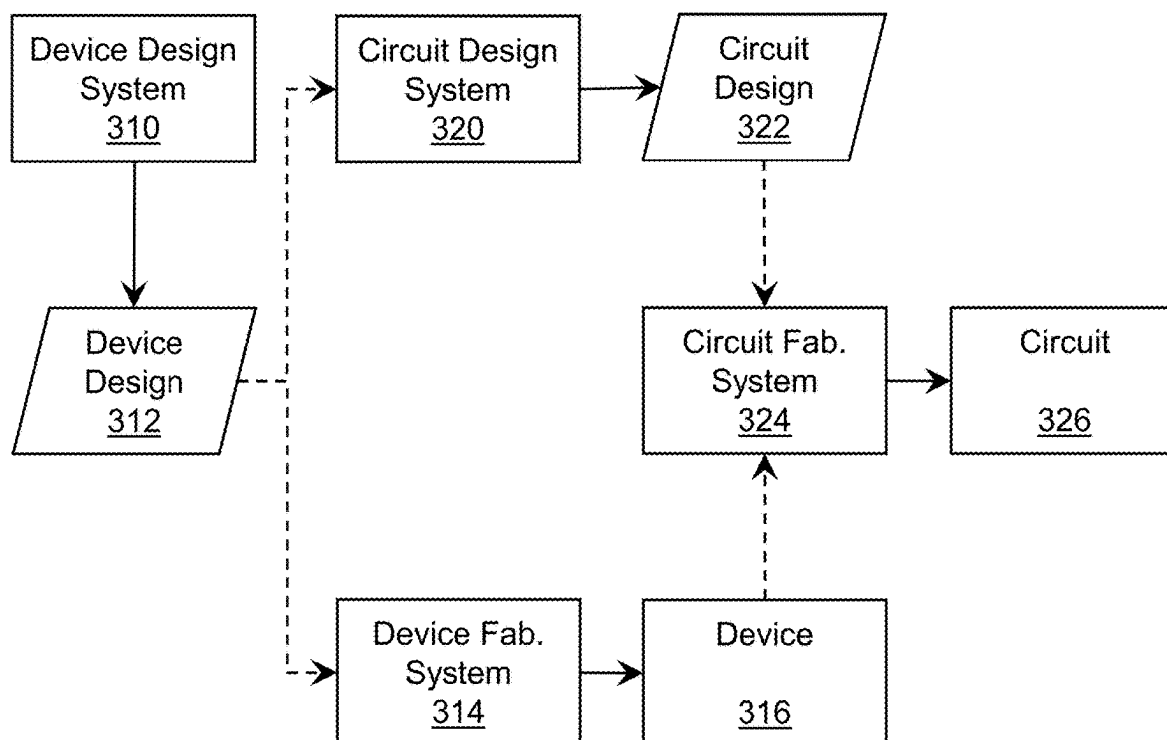 Device Design
System
310
Circuit Design
System
320
Circuit
Design
322
Device
Design
312
Circuit Fab.
System
324
Circuit
326
Device Fab.
System
314
Device
316